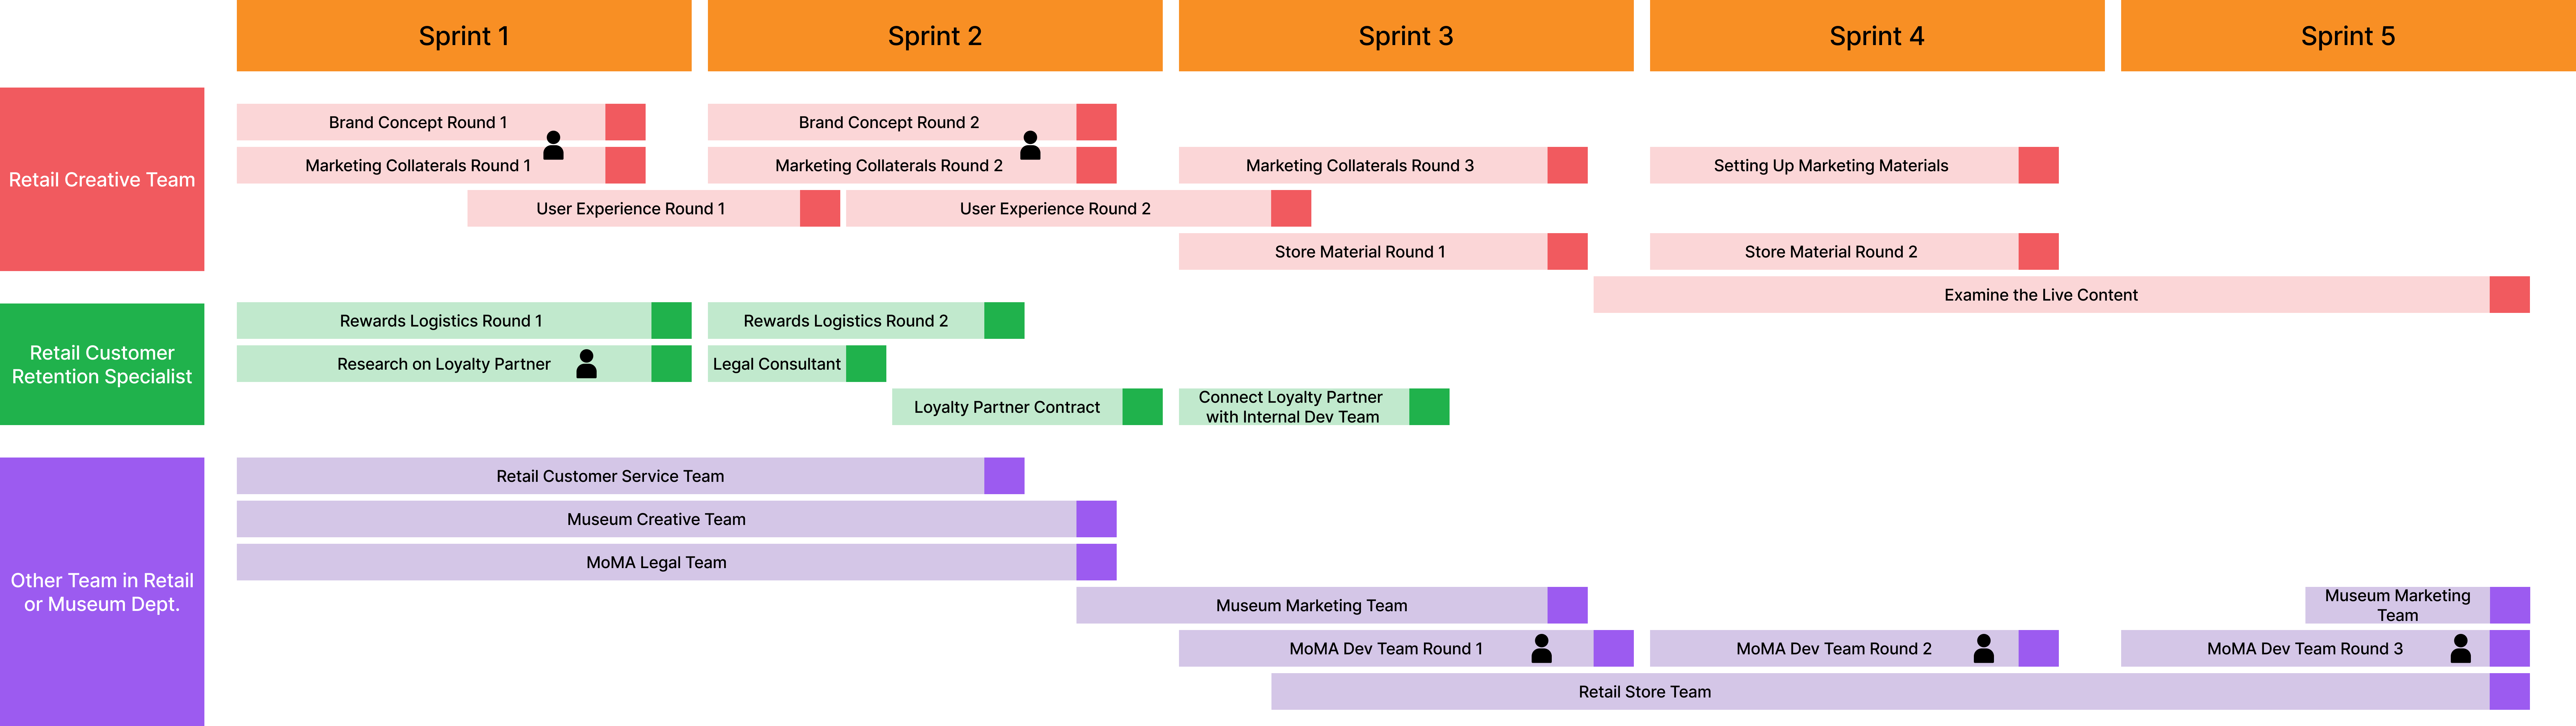 Sprint 1
Sprint 2
Sprint 3
Sprint 4
Sprint 5
Retail Creative Team
Brand Concept Round 1
Brand Concept Round 2
Marketing Collaterals Round 1
Marketing Collaterals Round 2
Marketing Collaterals Round 3
Setting Up Marketing Materials
User Experience Round 1
User Experience Round 2
Store Material Round 1
Store Material Round 2
Examine the Live Content
Retail Customer
Retention Specialist
Rewards Logistics Round 1
Rewards Logistics Round 2
Research on Loyalty Partner
Legal Consultant
Loyalty Partner Contract
Connect Loyalty Partner
with Internal Dev Team
Other Team in Retail
or Museum Dept.
Retail Customer Service Team
Museum Creative Team
MoMA Legal Team
Museum Marketing Team
Museum Marketing
Team
MoMA Dev Team Round 1
MoMA Dev Team Round 2
MoMA Dev Team Round 3
Retail Store Team